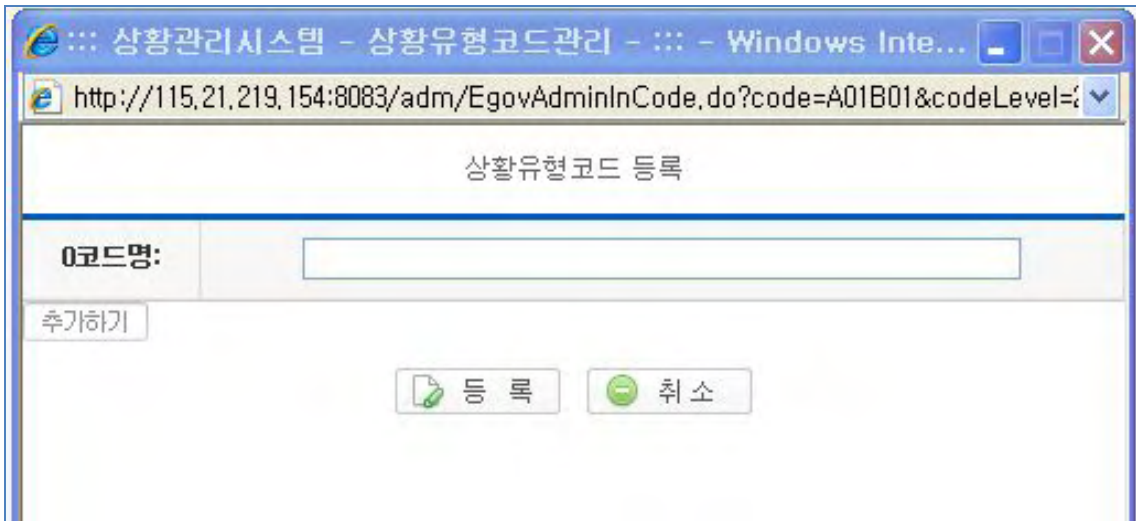 ::: 상황관리시스템 - 상황유형코드관리 - ::: - Windows Inte...
http://115.21.219.154:8083/adm/EgovAdminInCode.do?code=A01B01&codeLevel=
상황유형코드 등록
0코드명:
추가하기
등 록
취 소